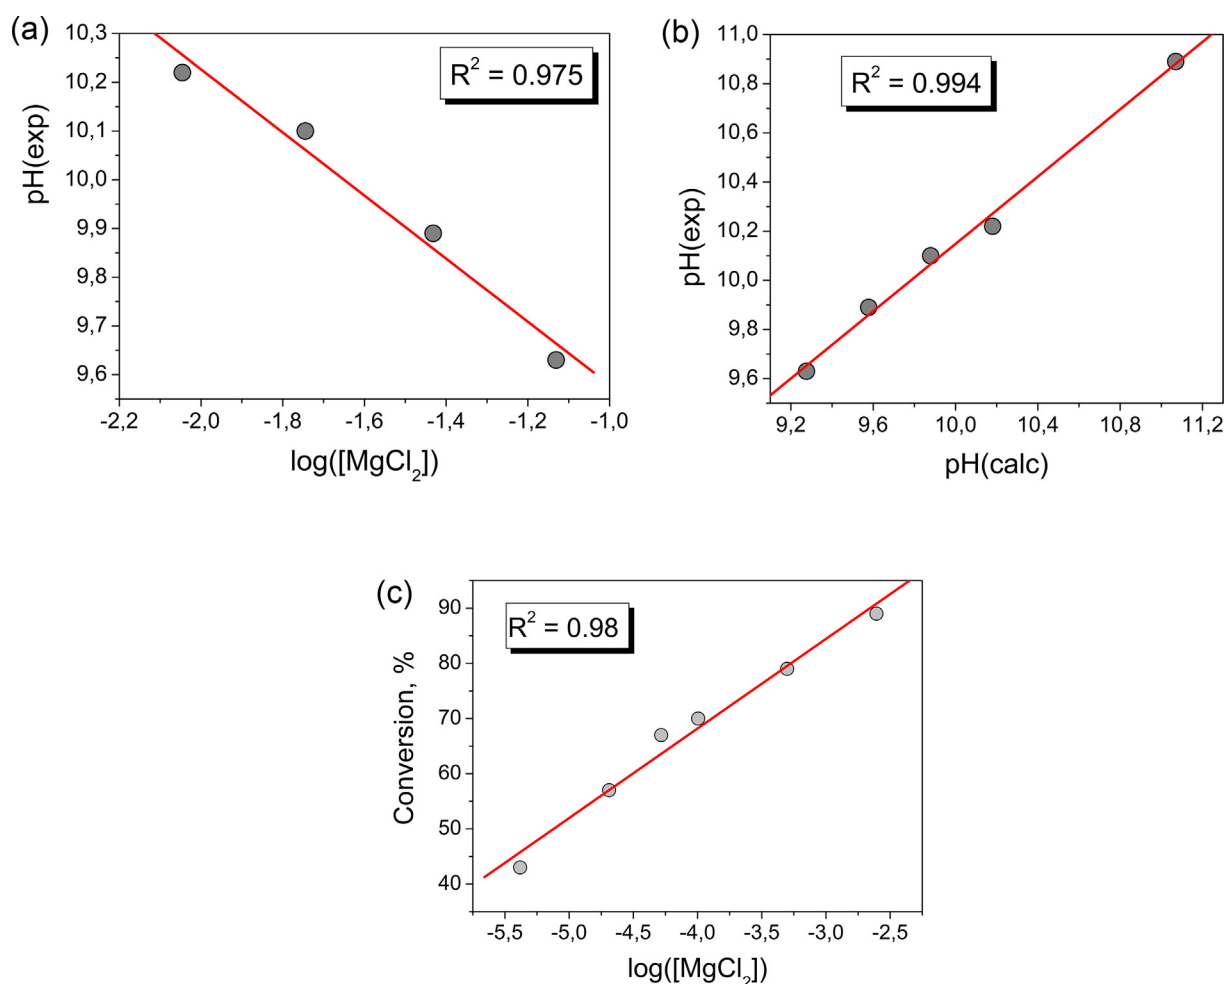 (a)
10,3
10,2
10,1
10,0
9,9
9,8
9,7
9,6
pH(exp)
R² = 0.975
-2,2 -2,0 -1,8 -1,6 -1,4 -1,2 -1,0
log([MgCl₂])
(b)
11,0
10,8
10,6
10,4
10,2
10,0
9,8
9,6
pH(exp)
R² = 0.994
9,2 9,6 10,0 10,4 10,8 11,2
pH(calc)
(c)
90
80
70
60
50
40
Conversion, %
R² = 0.98
-5,5 -5,0 -4,5 -4,0 -3,5 -3,0 -2,5
log([MgCl₂])